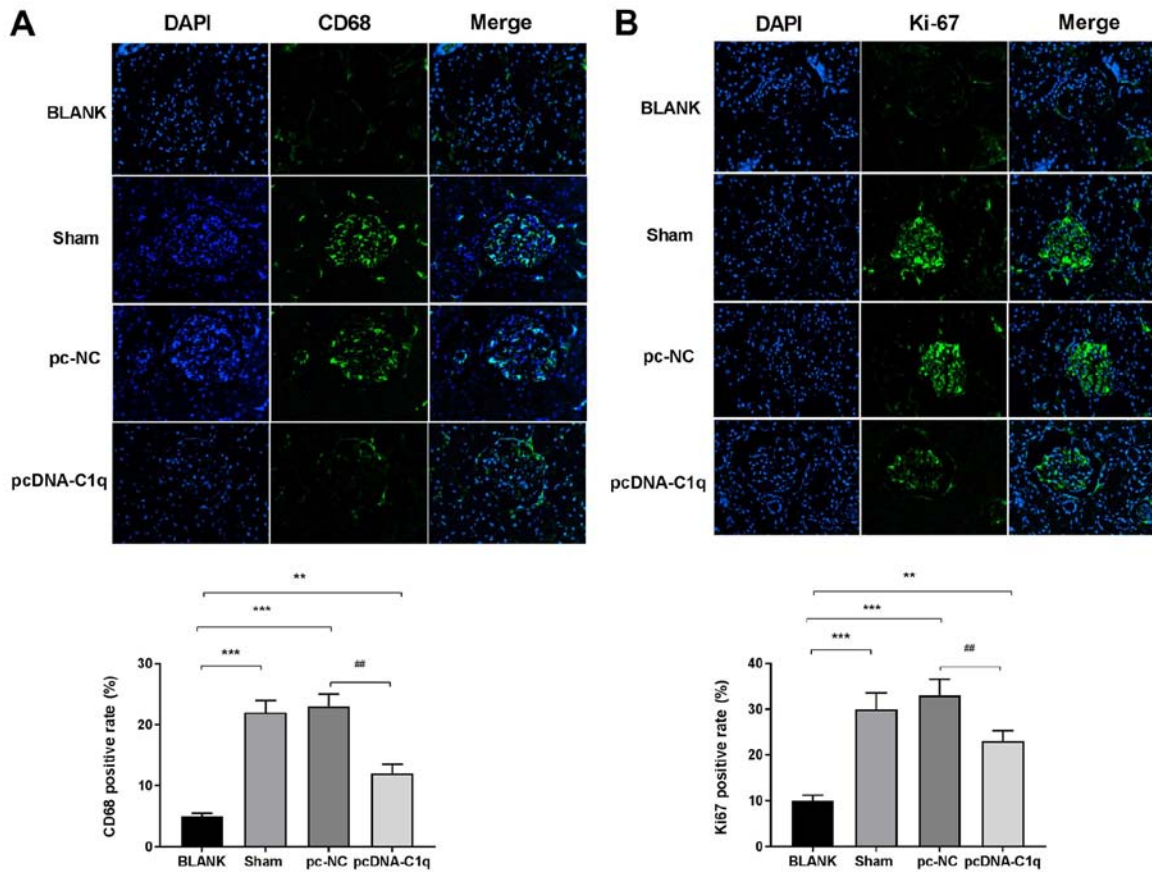 A
DAPI CD68 Merge
BLANK
Sham
pc-NC
pcDNA-C1q
**
***
***
##
30
20
10
0
CD68 positive rate (%)
BLANK Sham pc-NC pcDNA-C1q
B
DAPI Ki-67 Merge
BLANK
Sham
pc-NC
pcDNA-C1q
**
***
***
##
40
30
20
10
0
Ki67 positive rate (%)
BLANK Sham pc-NC pcDNA-C1q